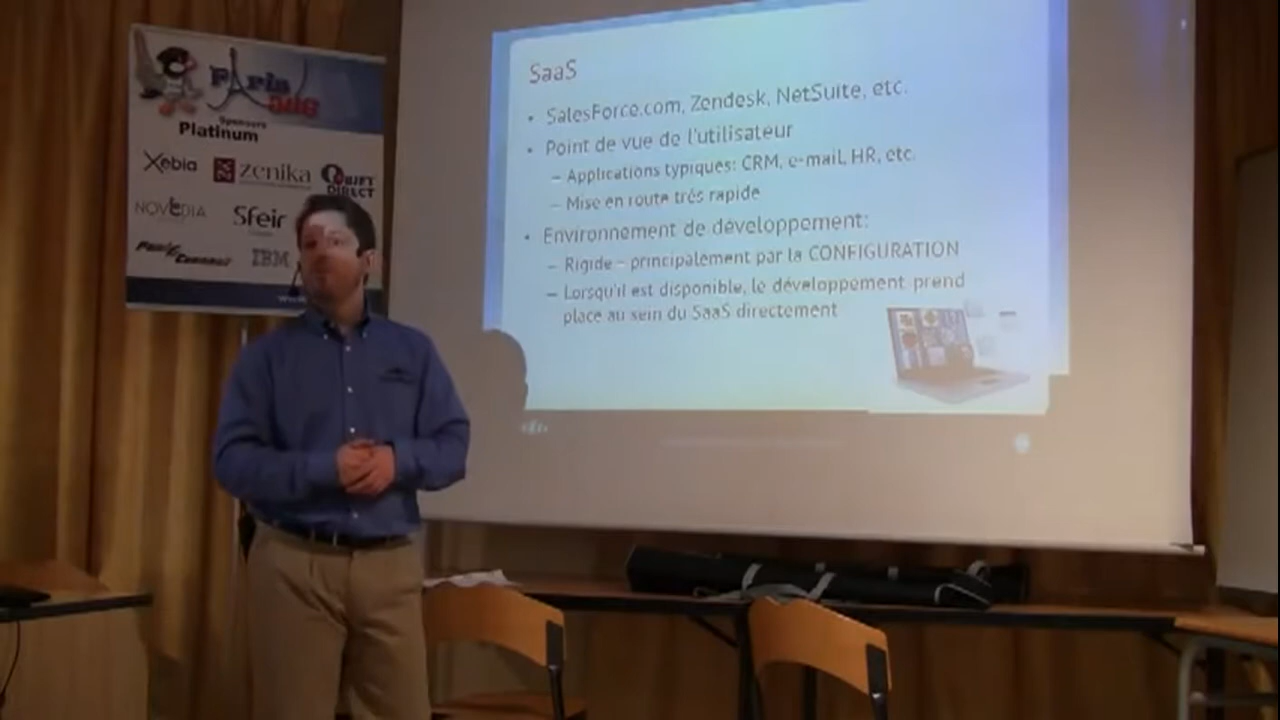 Paris
JUG
Sponsors
Platinum
Xebia
zenika
OBJET
DIRECT
NOVEDIA
Sfeir
IBM
SaaS
• SalesForce.com, Zendesk, NetSuite, etc.
• Point de vue de l'utilisateur
– Applications typiques: CRM, e-mail, HR, etc.
– Mise en route très rapide
• Environnement de développement:
– Rigide – principalement par la CONFIGURATION
– Lorsqu'il est disponible, le développement prend
place au sein du SaaS directement